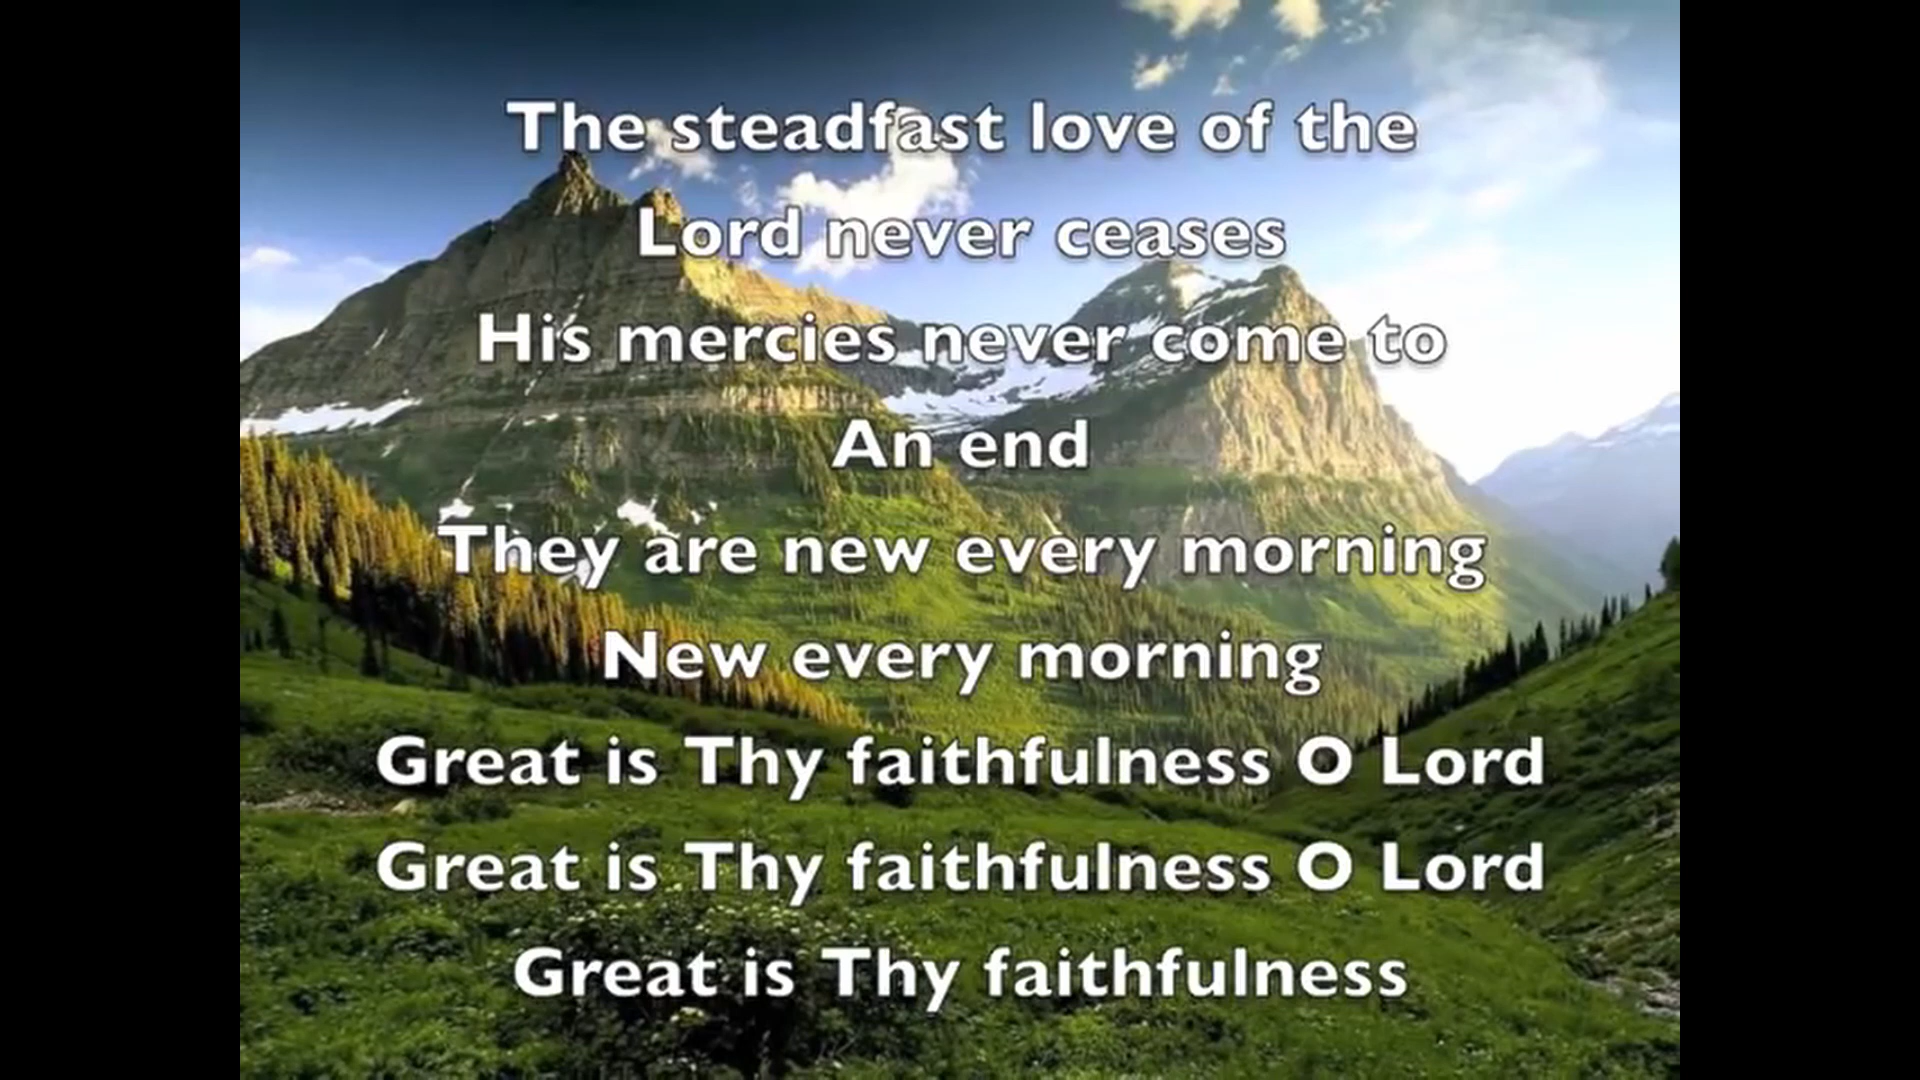 The steadfast love of the
Lord never ceases
His mercies never come to
An end
They are new every morning
New every morning
Great is Thy faithfulness O Lord
Great is Thy faithfulness O Lord
Great is Thy faithfulness